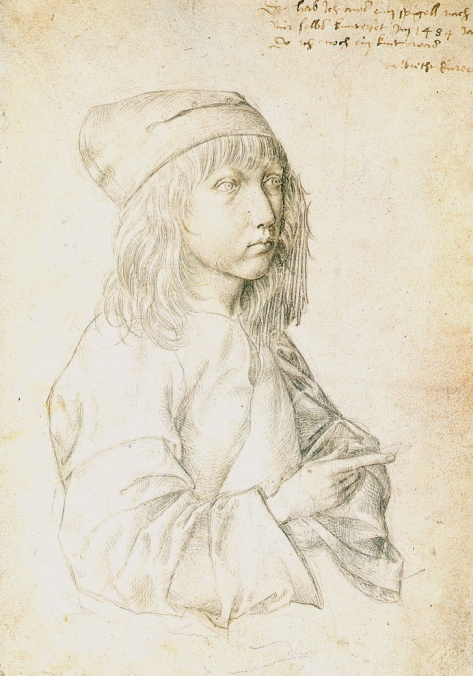 Dz hab Ich aws eim spigell nach
mir selbs kunterfet Im 1484 Ja
Do ich noch ein kint was
Albrecht Dürer